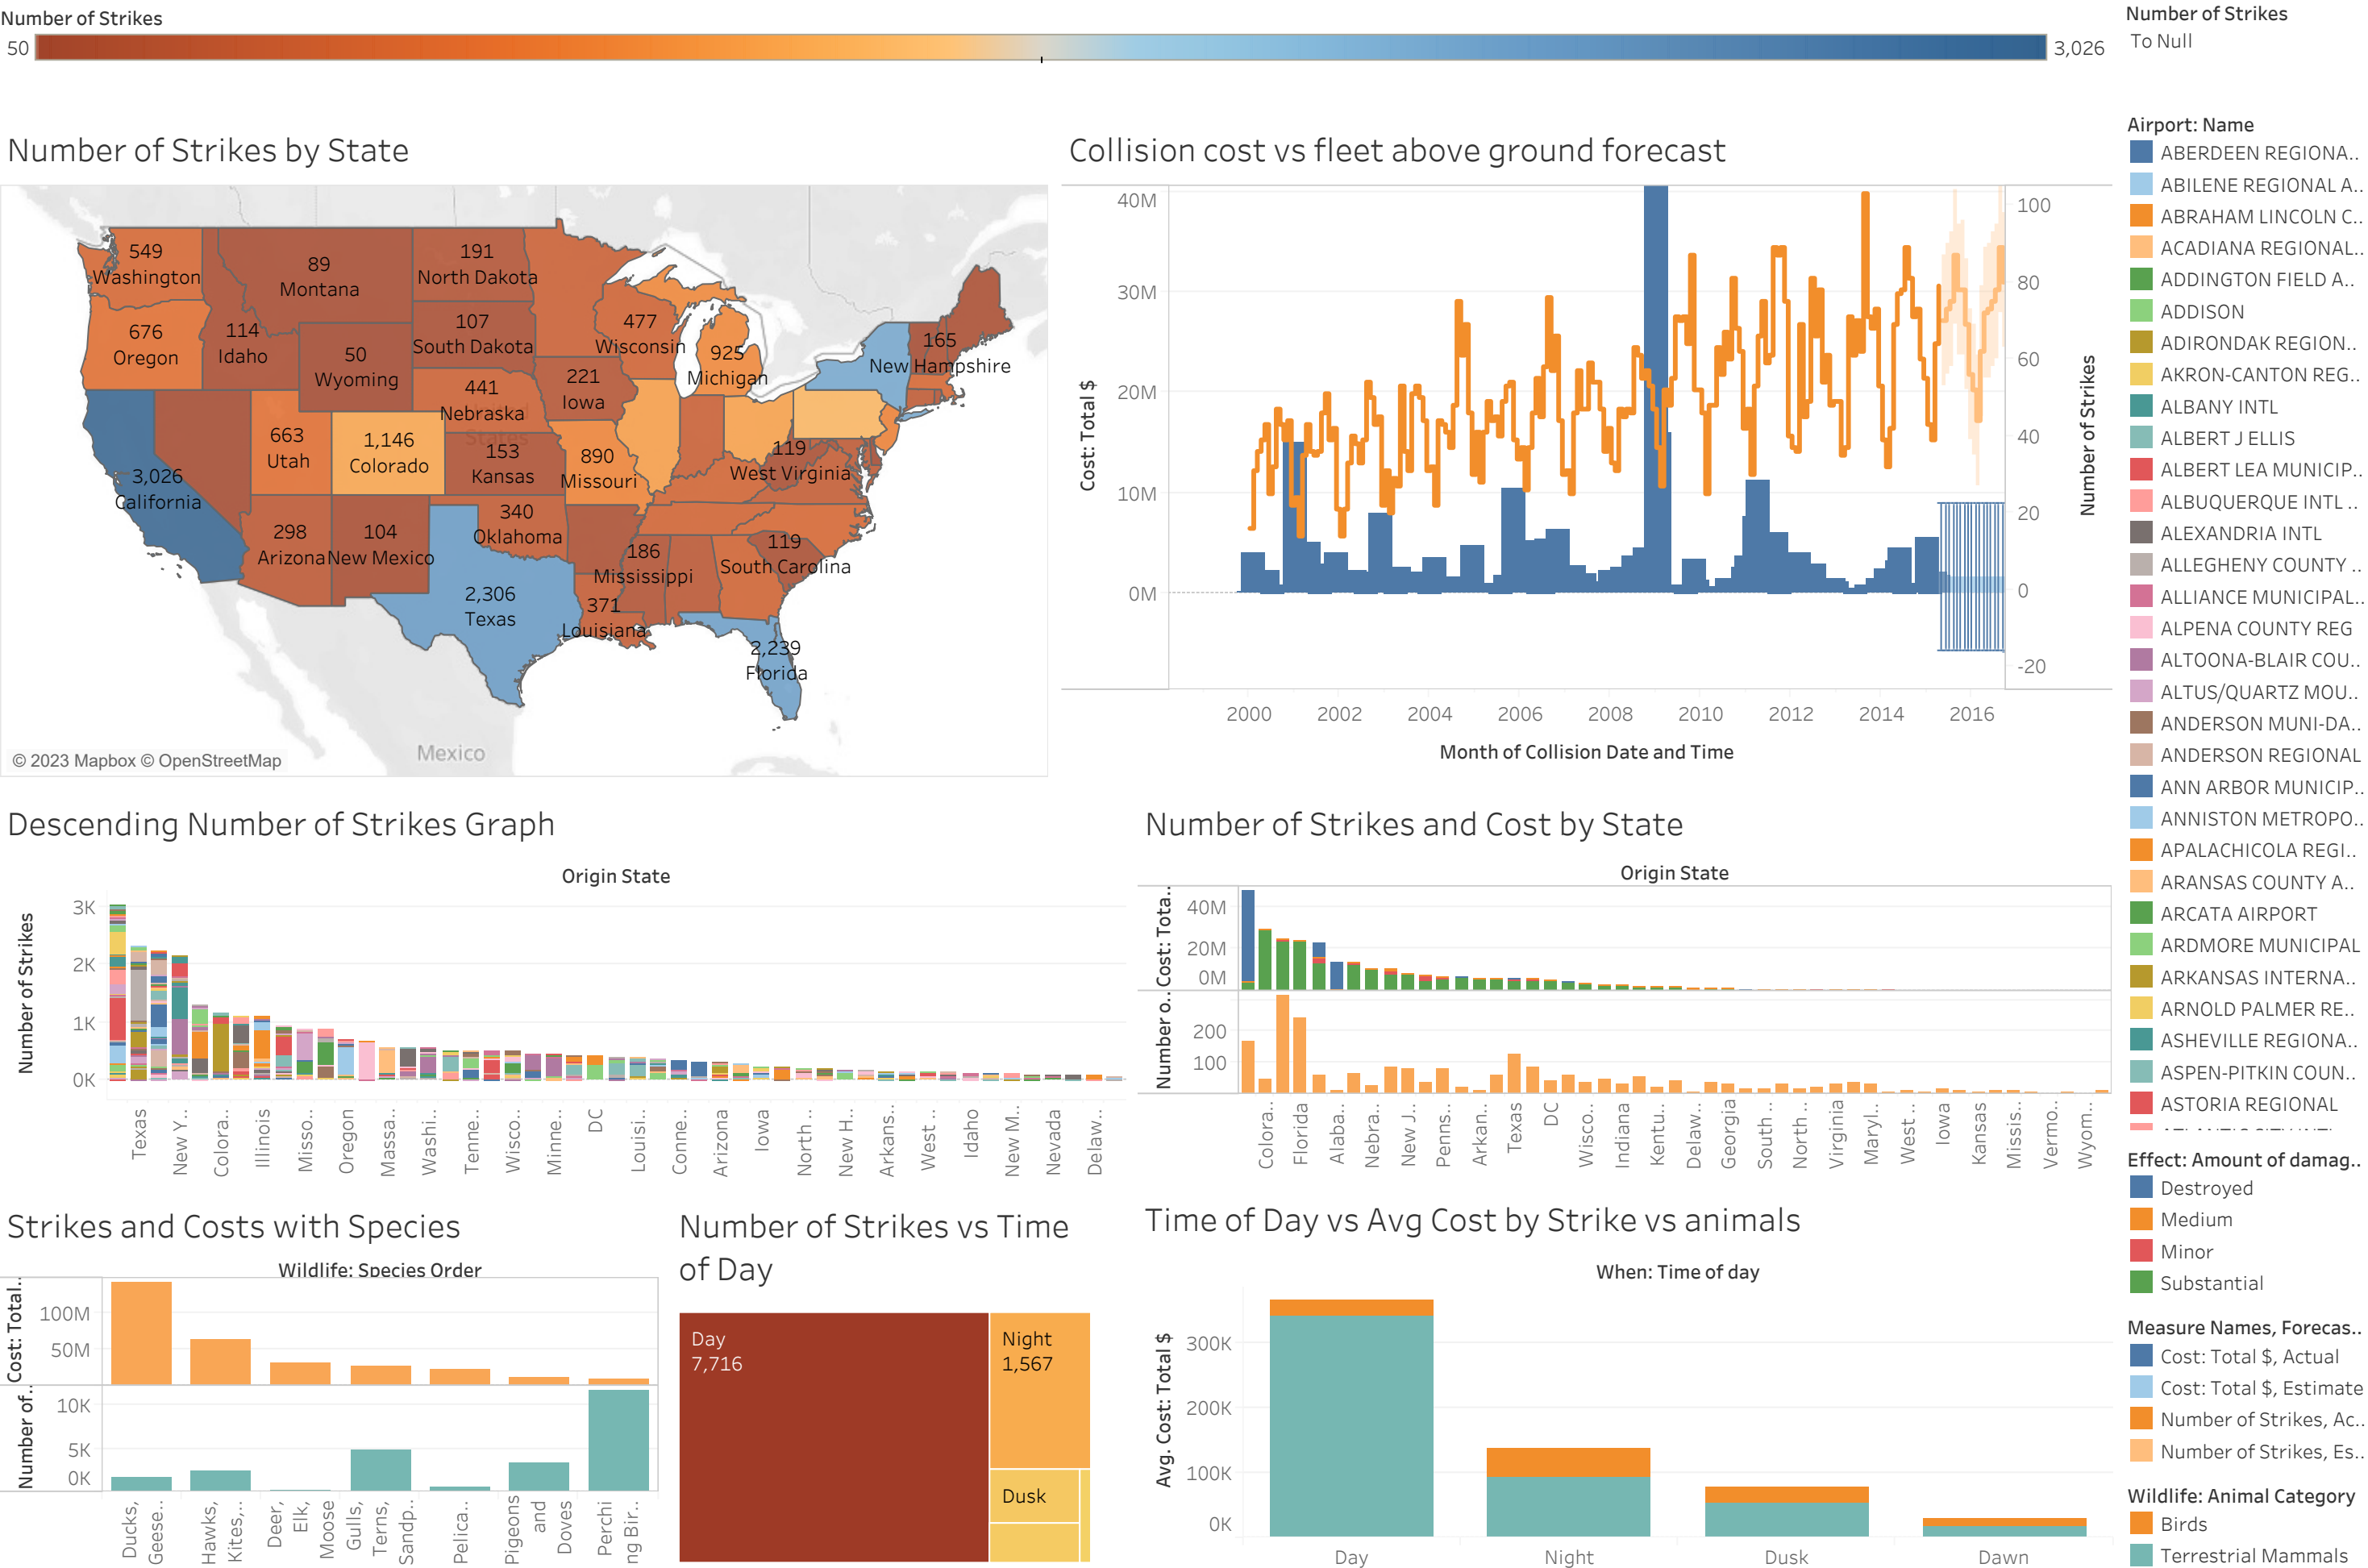 Number of Strikes
50
3,026
Number of Strikes
To Null
Number of Strikes by State
549
Washington
89
Montana
191
North Dakota
676
Oregon
114
Idaho
50
Wyoming
107
South Dakota
477
Wisconsin
925
Michigan
165
New Hampshire
441
Nebraska
States
221
Iowa
663
Utah
1,146
Colorado
153
Kansas
890
Missouri
119
West Virginia
3,026
California
298
Arizona
104
New Mexico
340
Oklahoma
186
Mississippi
119
South Carolina
2,306
Texas
371
Louisiana
2,239
Florida
Mexico
© 2023 Mapbox © OpenStreetMap
Collision cost vs fleet above ground forecast
Cost: Total $
40M
30M
20M
10M
0M
100
80
60
40
20
0
-20
Number of Strikes
2000
2002
2004
2006
2008
2010
2012
2014
2016
Month of Collision Date and Time
Airport: Name
ABERDEEN REGIONA..
ABILENE REGIONAL A..
ABRAHAM LINCOLN C..
ACADIANA REGIONAL..
ADDINGTON FIELD A..
ADDISON
ADIRONDAK REGION..
AKRON-CANTON REG..
ALBANY INTL
ALBERT J ELLIS
ALBERT LEA MUNICIP..
ALBUQUERQUE INTL ..
ALEXANDRIA INTL
ALLEGHENY COUNTY ..
ALLIANCE MUNICIPAL..
ALPENA COUNTY REG
ALTOONA-BLAIR COU..
ALTUS/QUARTZ MOU..
ANDERSON MUNI-DA..
ANDERSON REGIONAL
ANN ARBOR MUNICIP..
ANNISTON METROPO..
APALACHICOLA REGI..
ARANSAS COUNTY A..
ARCATA AIRPORT
ARDMORE MUNICIPAL
ARKANSAS INTERNA..
ARNOLD PALMER RE..
ASHEVILLE REGIONA..
ASPEN-PITKIN COUN..
ASTORIA REGIONAL
Descending Number of Strikes Graph
Origin State
Number of Strikes
3K
2K
1K
0K
Texas
New Y..
Colora..
Illinois
Misso..
Oregon
Massa..
Washi..
Tenne..
Wisco..
Minne..
DC
Louisi..
Conne..
Arizona
Iowa
North ..
New H..
Arkans..
West ..
Idaho
New M..
Nevada
Delaw..
Number of Strikes and Cost by State
Origin State
Cost: Tota..
40M
20M
0M
Number o..
200
100
Colora..
Florida
Alaba..
Nebra..
New J..
Penns..
Arkan..
Texas
DC
Wisco..
Indiana
Kentu..
Delaw..
Georgia
South ..
North ..
Virginia
Maryl..
West ..
Iowa
Kansas
Missis..
Vermo..
Wyom..
Effect: Amount of damag..
Destroyed
Medium
Minor
Substantial
Measure Names, Forecas..
Cost: Total $, Actual
Cost: Total $, Estimate
Number of Strikes, Ac..
Number of Strikes, Es..
Wildlife: Animal Category
Birds
Terrestrial Mammals
Strikes and Costs with Species
Wildlife: Species Order
Cost: Total..
100M
50M
Number of..
10K
5K
0K
Ducks,
Geese..
Hawks,
Kites,..
Deer,
Elk,
Moose
Gulls,
Terns,
Sandp..
Pelica..
Pigeons
and
Doves
Perchi
ng Bir..
Number of Strikes vs Time
of Day
Day
7,716
Night
1,567
Dusk
Time of Day vs Avg Cost by Strike vs animals
When: Time of day
Avg. Cost: Total $
300K
200K
100K
0K
Day
Night
Dusk
Dawn